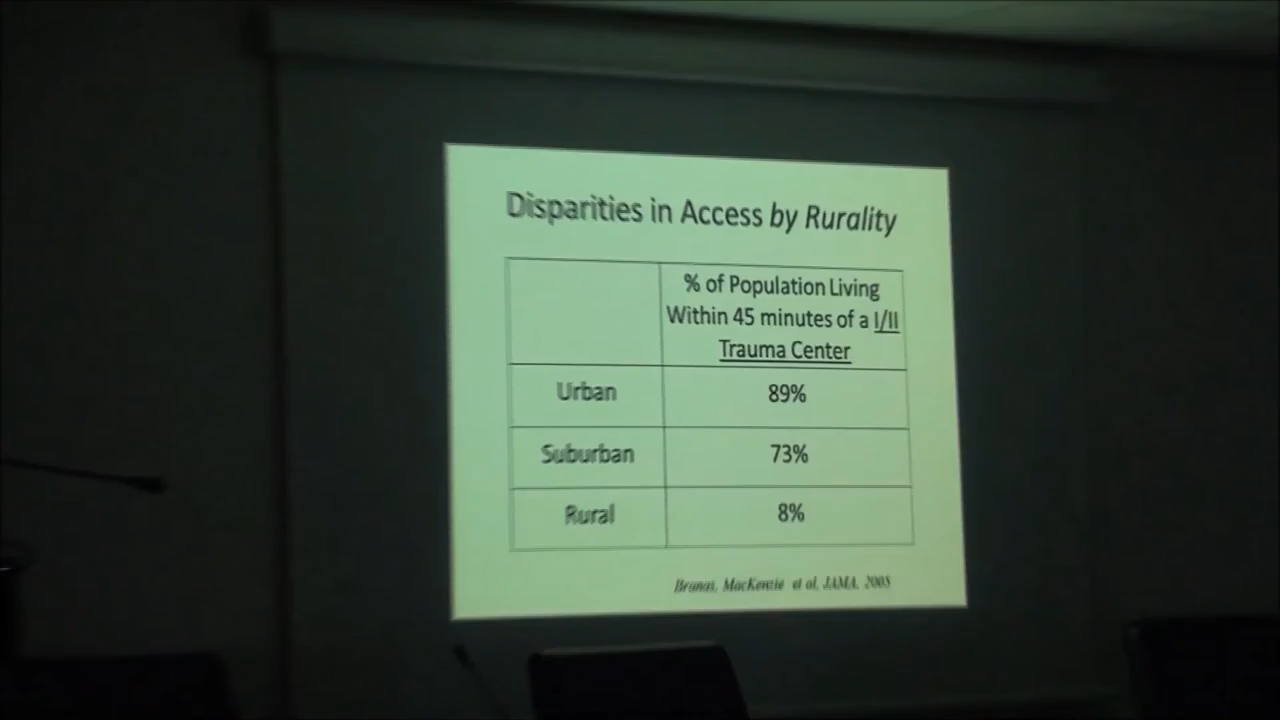 Disparities in Access by Rurality
% of Population Living
Within 45 minutes of a I/II
Trauma Center
Urban 89%
Suburban 73%
Rural 8%
Branas, MacKenzie et al, JAMA, 2005